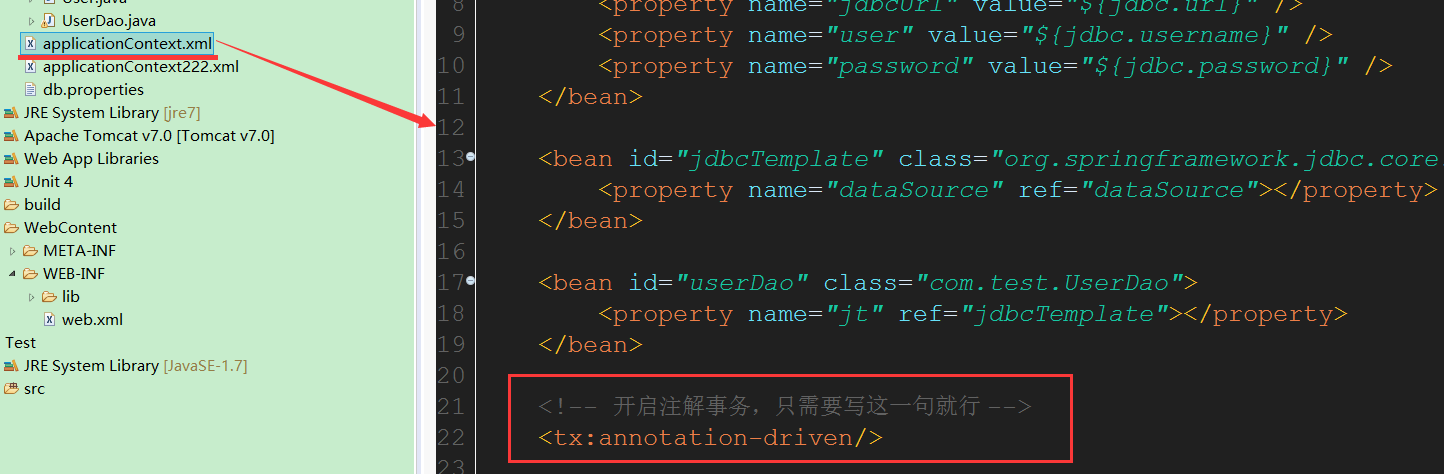 User.java
UserDao.java
applicationContext.xml
applicationContext222.xml
db.properties
JRE System Library [jre7]
Apache Tomcat v7.0 [Tomcat v7.0]
Web App Libraries
JUnit 4
build
WebContent
META-INF
WEB-INF
lib
web.xml
Test
JRE System Library [JavaSE-1.7]
src
8 <property name="jdbcUrl" value="${jdbc.url}" />
9 <property name="user" value="${jdbc.username}" />
10 <property name="password" value="${jdbc.password}" />
11 </bean>
12
13 <bean id="jdbcTemplate" class="org.springframework.jdbc.core
14 <property name="dataSource" ref="dataSource"></property>
15 </bean>
16
17 <bean id="userDao" class="com.test.UserDao">
18 <property name="jt" ref="jdbcTemplate"></property>
19 </bean>
20
21 <!-- 开启注解事务，只需要写这一句就行 -->
22 <tx:annotation-driven/>
23